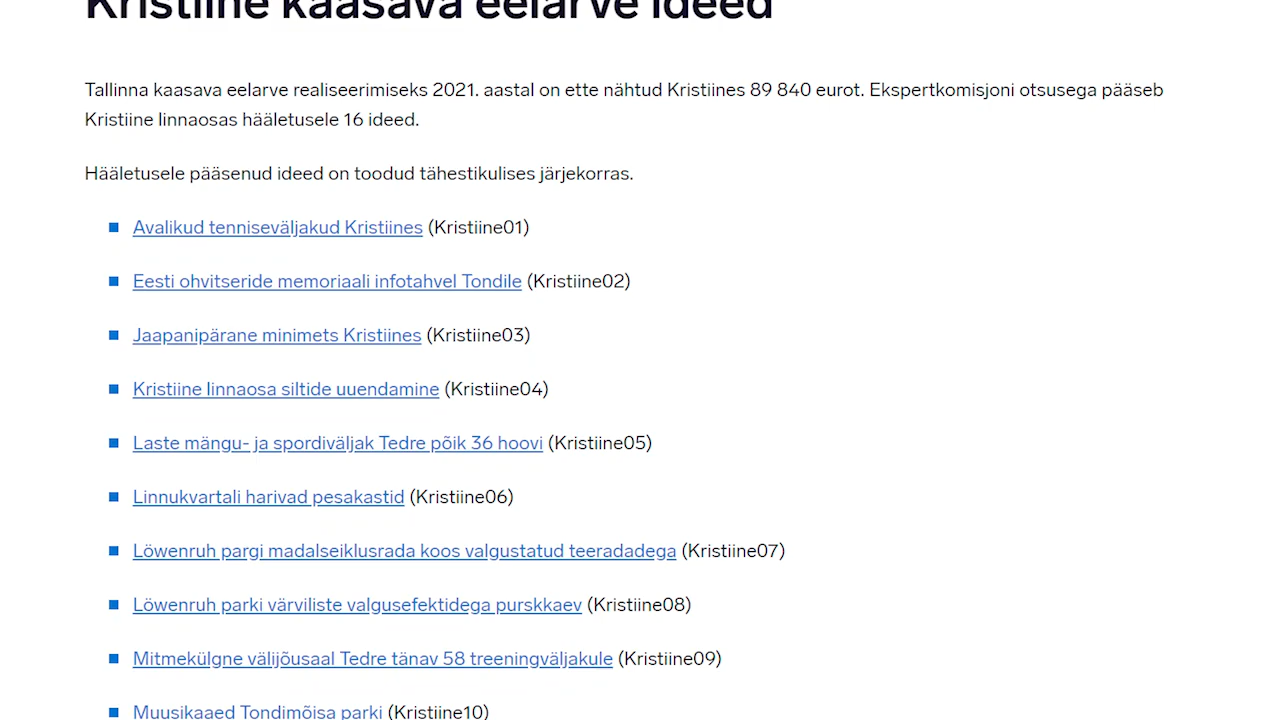 Kristiine kaasava eelarve ideed
Tallinna kaasava eelarve realiseerimiseks 2021. aastal on ette nähtud Kristiines 89 840 eurot. Ekspertkomisjoni otsusega pääseb
Kristiine linnaosas hääletusele 16 ideed.
Hääletusele pääsenud ideed on toodud tähestikulises järjekorras.
Avalikud tenniseväljakud Kristiines (Kristiine01)
Eesti ohvitseride memoriaali infotahvel Tondile (Kristiine02)
Jaapanipärane minimets Kristiines (Kristiine03)
Kristiine linnaosa siltide uuendamine (Kristiine04)
Laste mängu- ja spordiväljak Tedre põik 36 hoovi (Kristiine05)
Linnukvartali harivad pesakastid (Kristiine06)
Löwenruh pargi madalseiklusrada koos valgustatud teeradadega (Kristiine07)
Löwenruh parki värviliste valgusefektidega purskkaev (Kristiine08)
Mitmekülgne välijõusaal Tedre tänav 58 treeningväljakule (Kristiine09)
Muusikaaed Tondimõisa parki (Kristiine10)